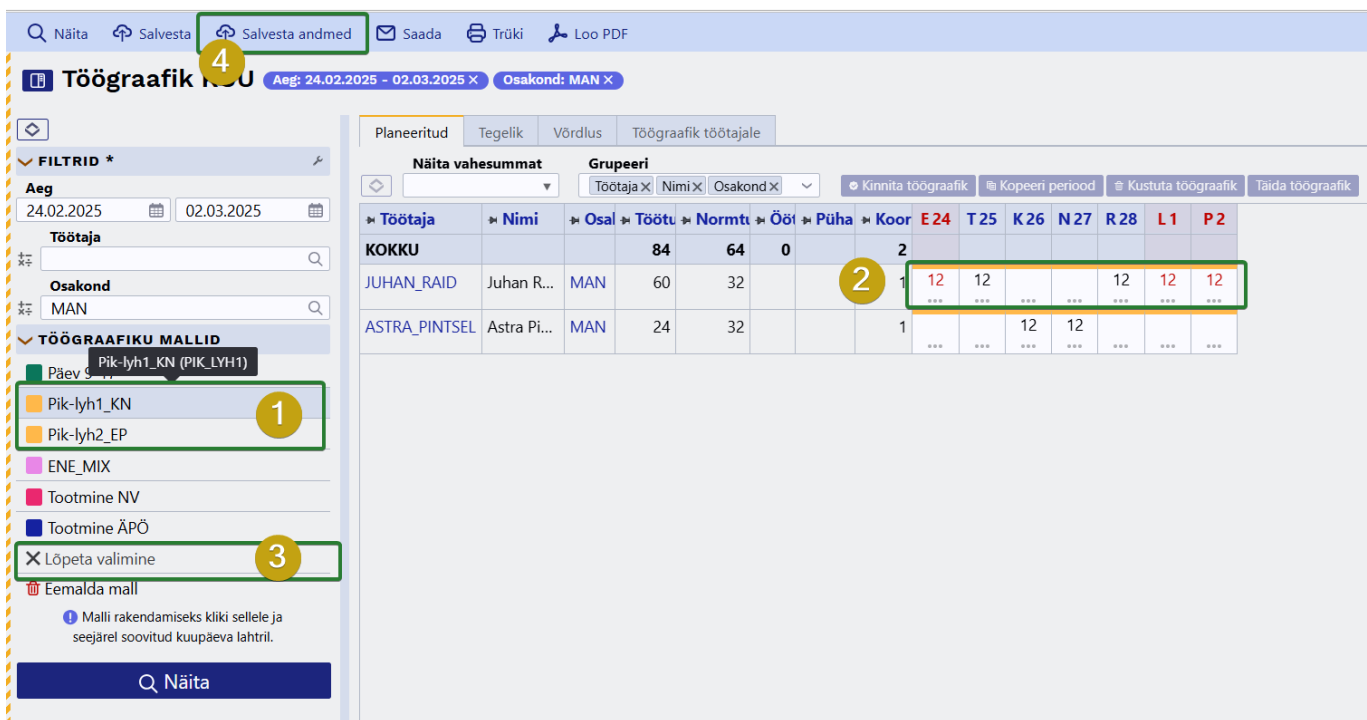 Näita Salvesta Salvesta andmed Saada Trüki Loo PDF
4
Töögraafik Aeg: 24.02.2025 - 02.03.2025 × Osakond: MAN ×
FILTRID *
Aeg
24.02.2025 02.03.2025
Töötaja
Osakond
MAN
TÖÖGRAAFIKU MALLID
Pik-lyh1_KN (PIK_LYH1)
Päev
Pik-lyh1_KN
1
Pik-lyh2_EP
ENE_MIX
Tootmine NV
Tootmine ÄPÖ
Lõpeta valimine
3
Eemalda mall
Malli rakendamiseks kliki sellele ja
seejärel soovitud kuupäeva lahtril.
Näita
Planeeritud Tegelik Võrdlus Töögraafik töötajale
Näita vahesummat Grupeeri
Töötaja × Nimi × Osakond × Kinnita töögraafik Kopeeri periood Kustuta töögraafik Täida töögraafik
Töötaja Nimi Osal Töötu Normtu Ööt Püha Koor E 24 T 25 K 26 N 27 R 28 L 1 P 2
KOKKU 84 64 0 2
JUHAN_RAID Juhan R... MAN 60 32 1 12 12 12 12 12
2
... ... ... ... ... ... ...
ASTRA_PINTSEL Astra Pi... MAN 24 32 1 12 12
... ... ... ... ... ... ...